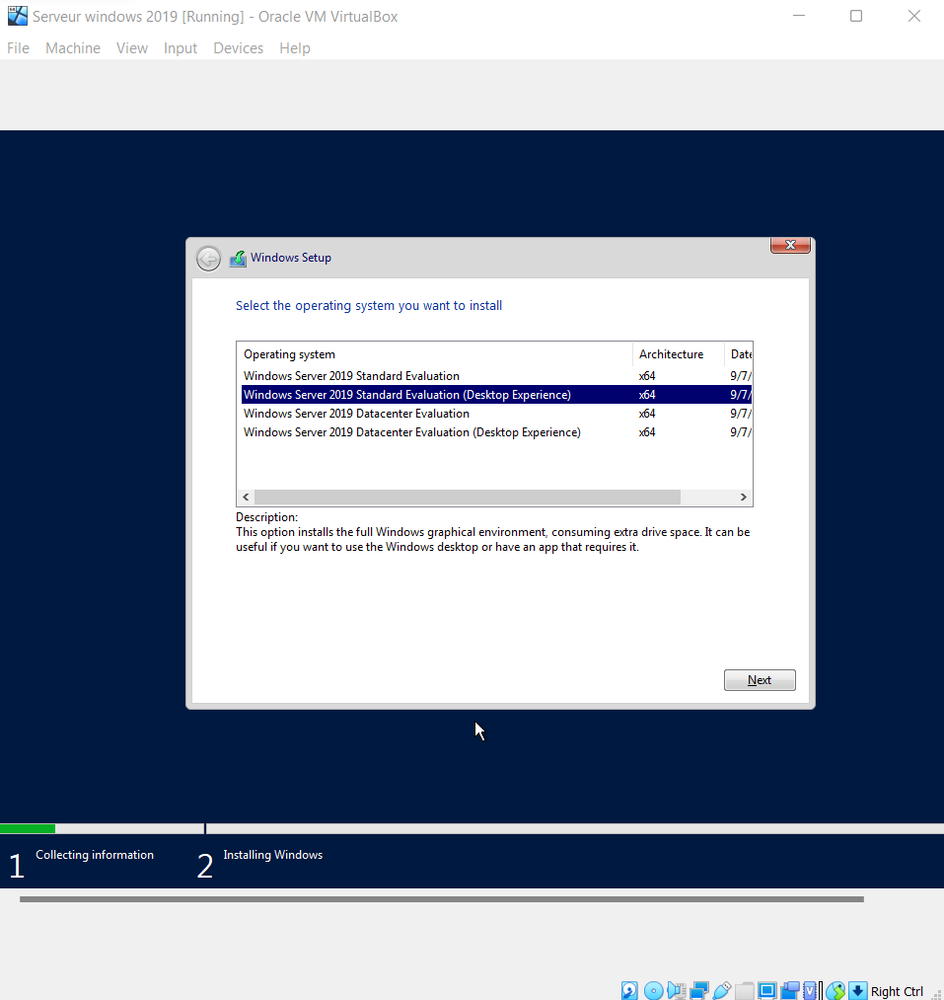 Serveur windows 2019 [Running] - Oracle VM VirtualBox
File Machine View Input Devices Help
Windows Setup
Select the operating system you want to install
Operating system Architecture Date
Windows Server 2019 Standard Evaluation x64 9/7/
Windows Server 2019 Standard Evaluation (Desktop Experience) x64 9/7/
Windows Server 2019 Datacenter Evaluation x64 9/7/
Windows Server 2019 Datacenter Evaluation (Desktop Experience) x64 9/7/
Description:
This option installs the full Windows graphical environment, consuming extra drive space. It can be
useful if you want to use the Windows desktop or have an app that requires it.
Next
1 Collecting information 2 Installing Windows
Right Ctrl